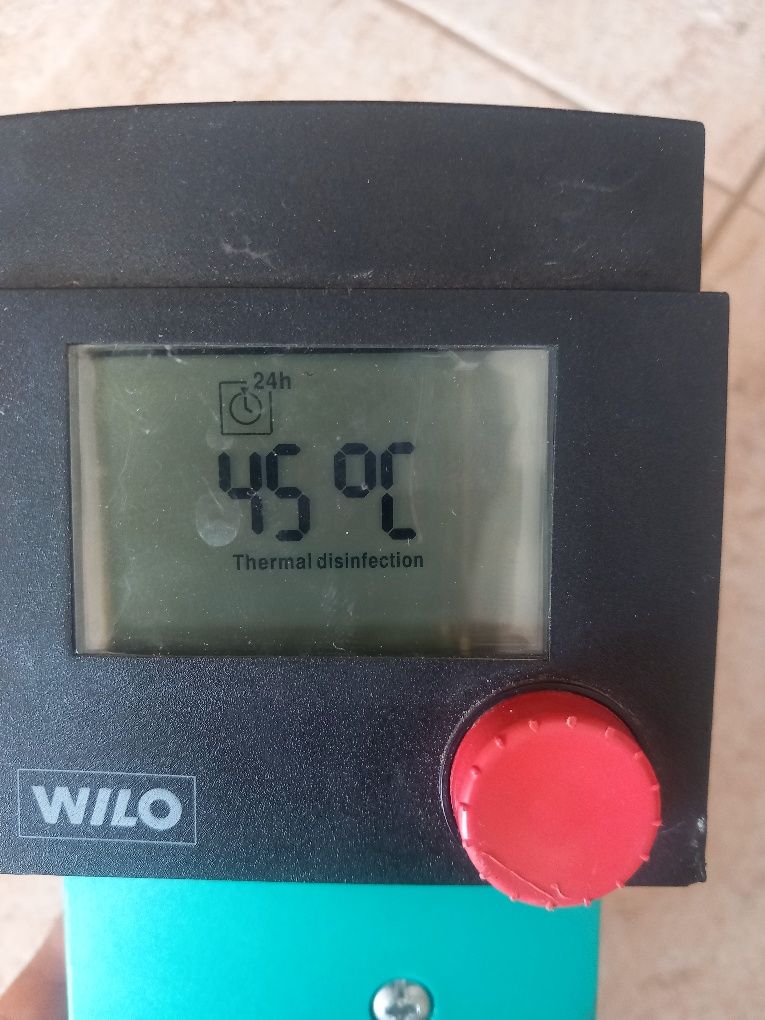 24h
45 °C
Thermal disinfection
WILO